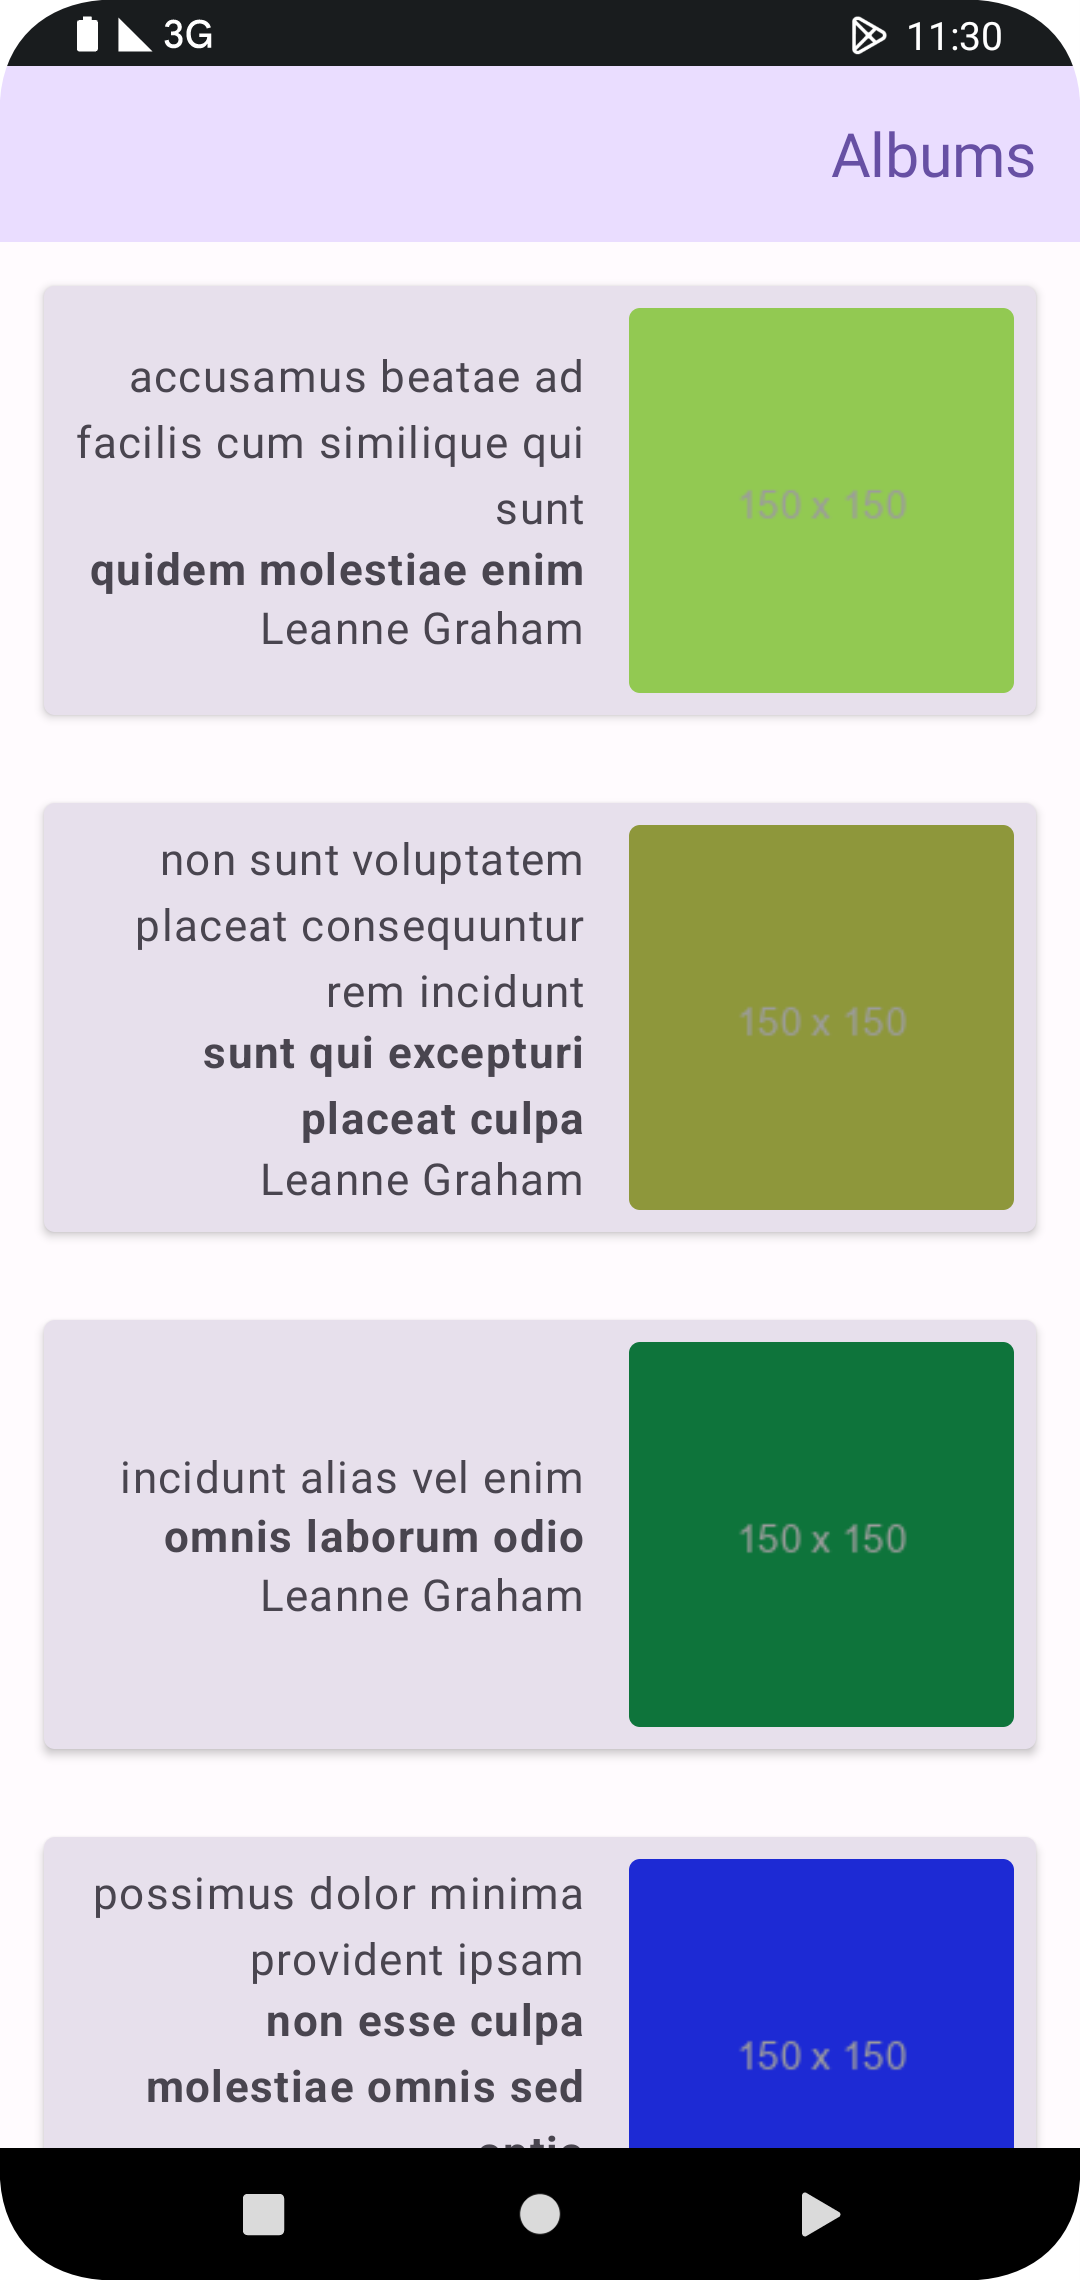 3G
11:30
Albums
accusamus beatae ad
facilis cum similique qui
sunt
quidem molestiae enim
Leanne Graham
150 x 150
non sunt voluptatem
placeat consequuntur
rem incidunt
sunt qui excepturi
placeat culpa
Leanne Graham
150 x 150
incidunt alias vel enim
omnis laborum odio
Leanne Graham
150 x 150
possimus dolor minima
provident ipsam
non esse culpa
molestiae omnis sed
150 x 150